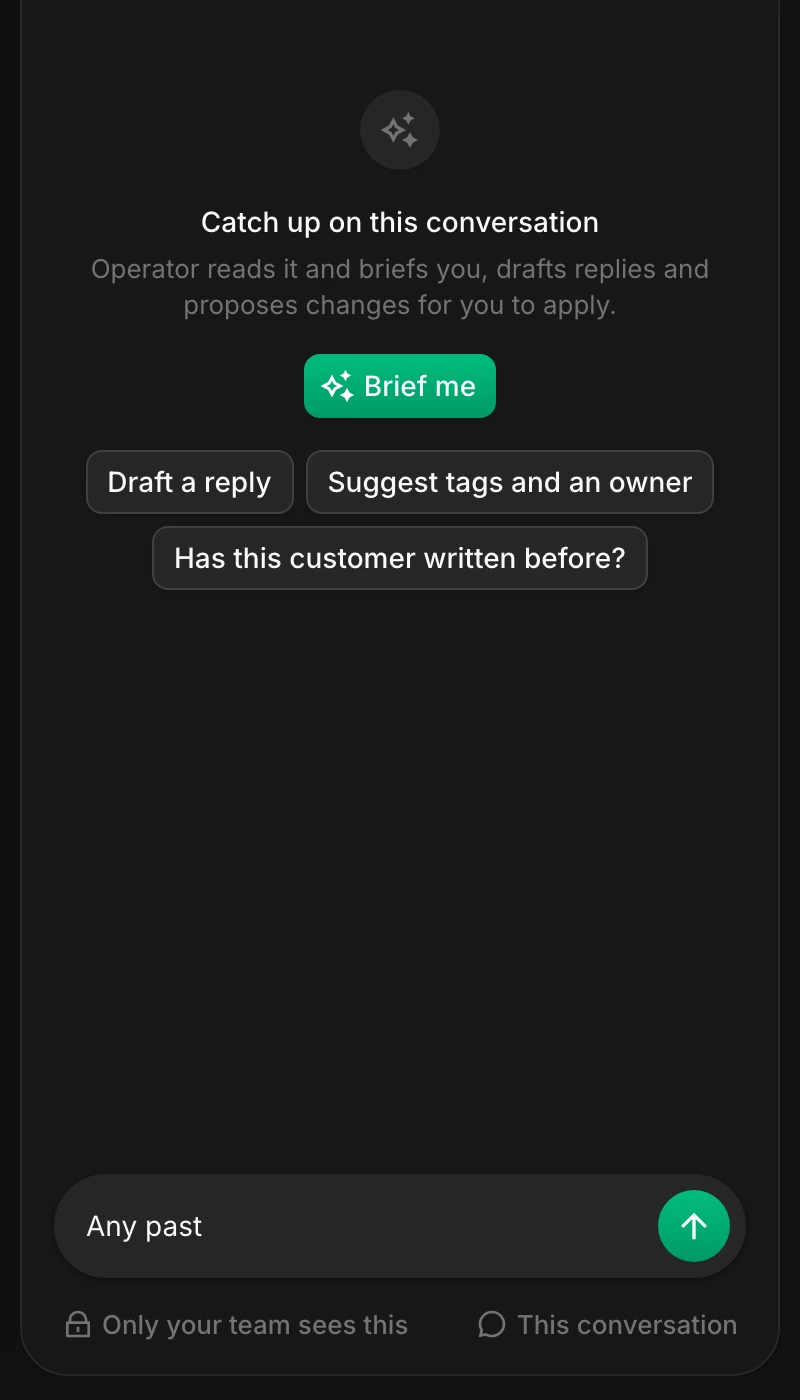 Catch up on this conversation
Operator reads it and briefs you, drafts replies and
proposes changes for you to apply.
Brief me
Draft a reply
Suggest tags and an owner
Has this customer written before?
Any past
Only your team sees this
This conversation